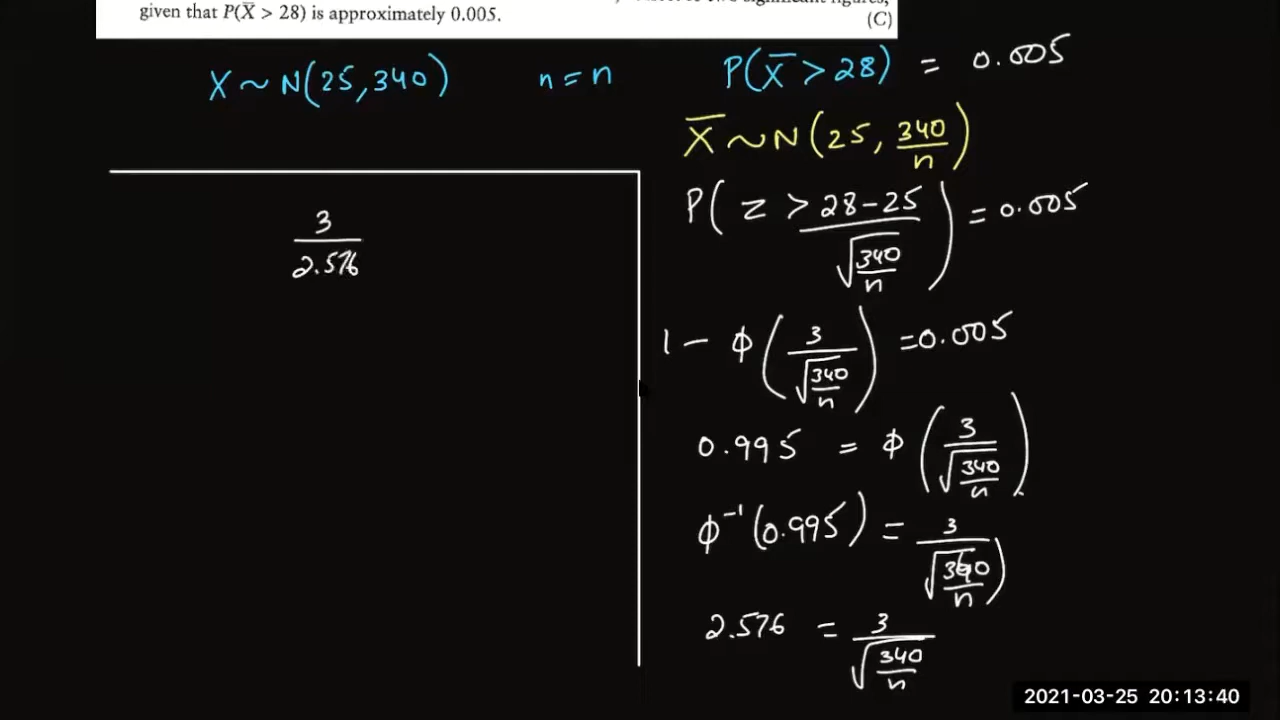 given that P(X̄ > 28) is approximately 0.005.
(C)
X ~ N(25, 340) n = n P(X̄ > 28) = 0.005
X̄ ~ N(25, 340/n)
P(z > (28-25)/√(340/n)) = 0.005
3/2.576
1 - ϕ(3/√(340/n)) = 0.005
0.995 = ϕ(3/√(340/n))
ϕ⁻¹(0.995) = 3/√(340/n))
2.576 = 3/√(340/n)
2021-03-25 20:13:40